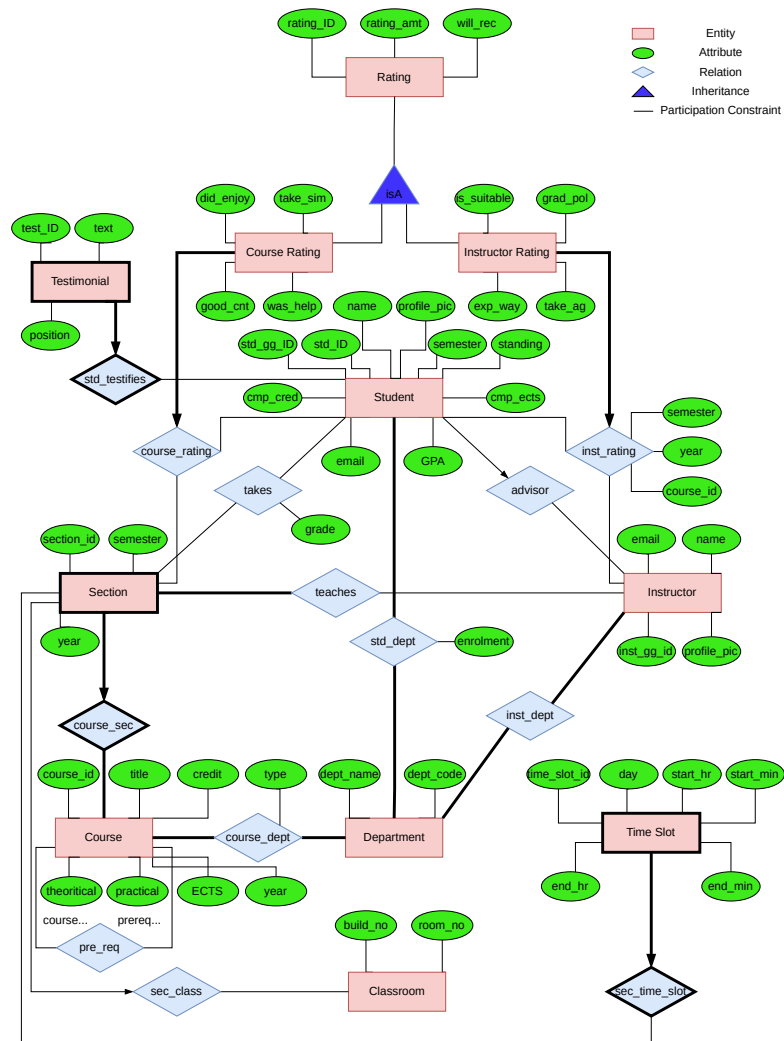 rating_ID
rating_amt
will_rec
Rating
Entity
Attribute
Relation
Inheritance
Participation Constraint
isA
did_enjoy
take_sim
is_suitable
grad_pol
test_ID
text
Course Rating
Instructor Rating
Testimonial
good_cnt
was_help
name
profile_pic
exp_way
take_ag
position
std_gg_ID
std_ID
semester
standing
std_testifies
cmp_cred
Student
cmp_ects
semester
course_rating
email
GPA
inst_rating
year
takes
advisor
course_id
grade
section_id
semester
email
name
Section
teaches
Instructor
year
std_dept
enrolment
inst_gg_id
profile_pic
course_sec
inst_dept
course_id
title
credit
type
dept_name
dept_code
time_slot_id
day
start_hr
start_min
Course
course_dept
Department
Time Slot
theoritical
practical
ECTS
year
end_hr
end_min
course...
prereq...
build_no
room_no
pre_req
sec_class
Classroom
sec_time_slot